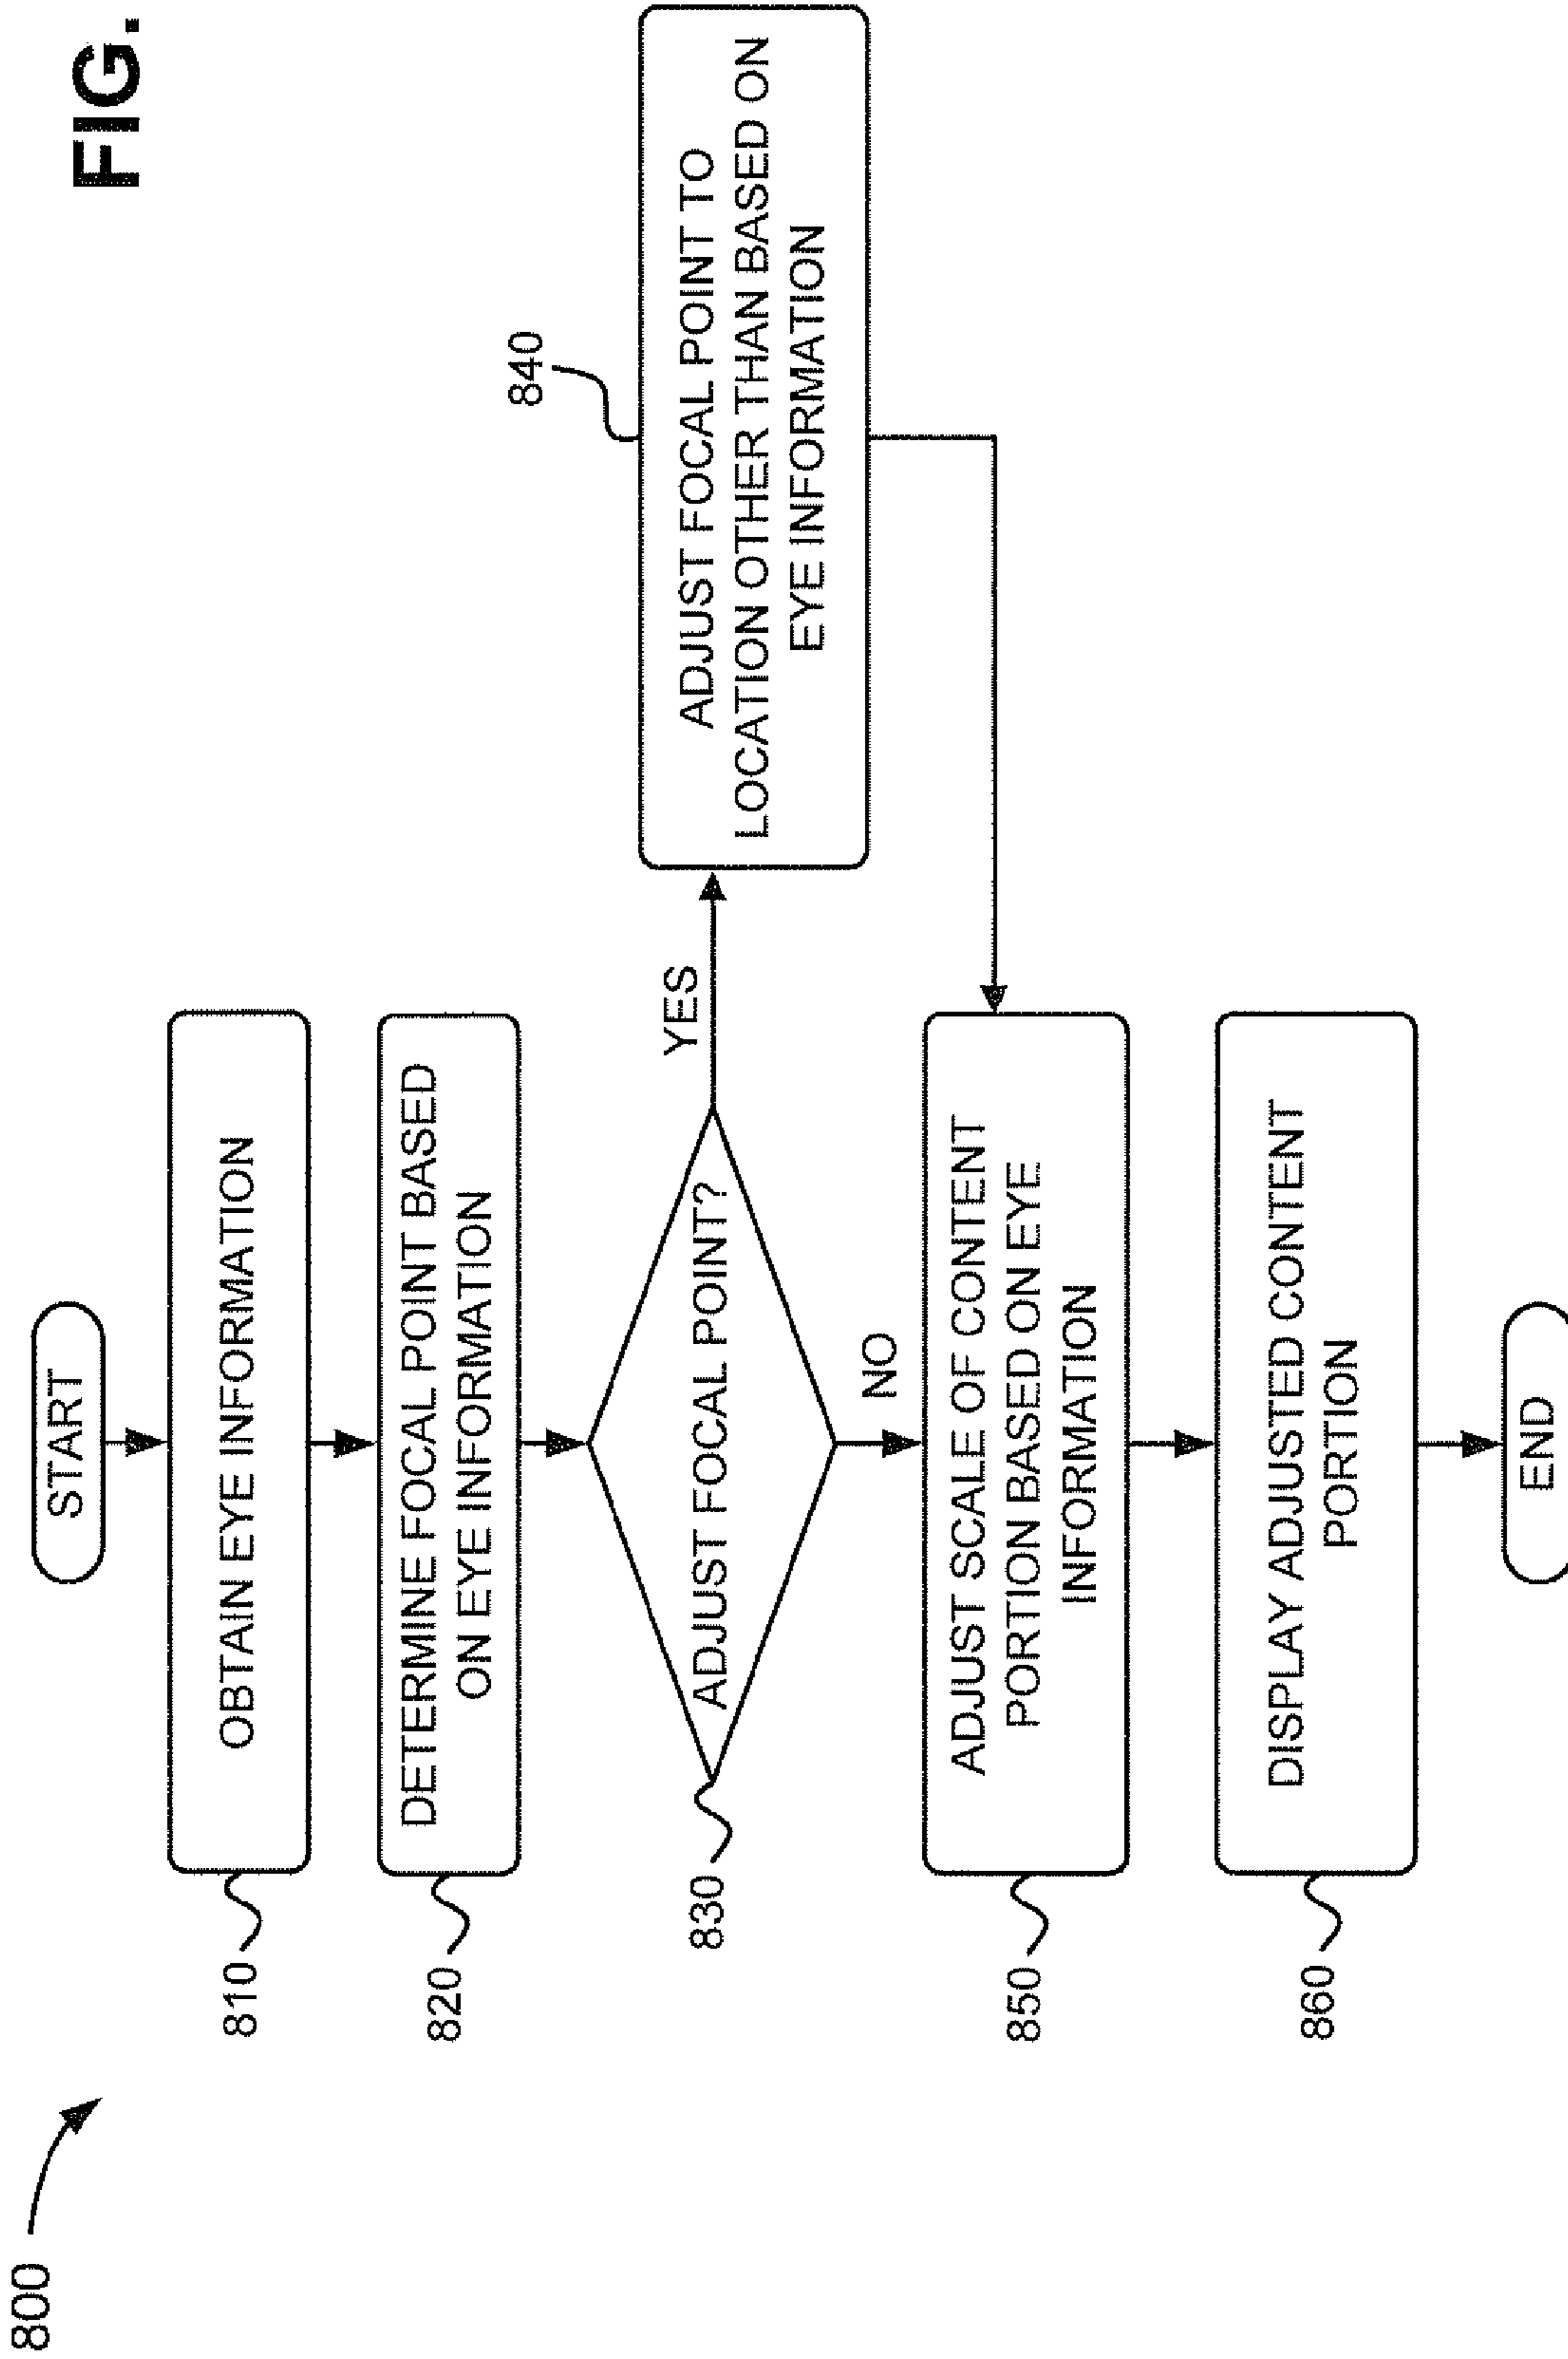 FIG.
800
START
810
OBTAIN EYE INFORMATION
820
DETERMINE FOCAL POINT BASED
ON EYE INFORMATION
830
ADJUST FOCAL POINT?
YES
840
ADJUST FOCAL POINT TO
LOCATION OTHER THAN BASED ON
EYE INFORMATION
NO
850
ADJUST SCALE OF CONTENT
PORTION BASED ON EYE
INFORMATION
860
DISPLAY ADJUSTED CONTENT
PORTION
END